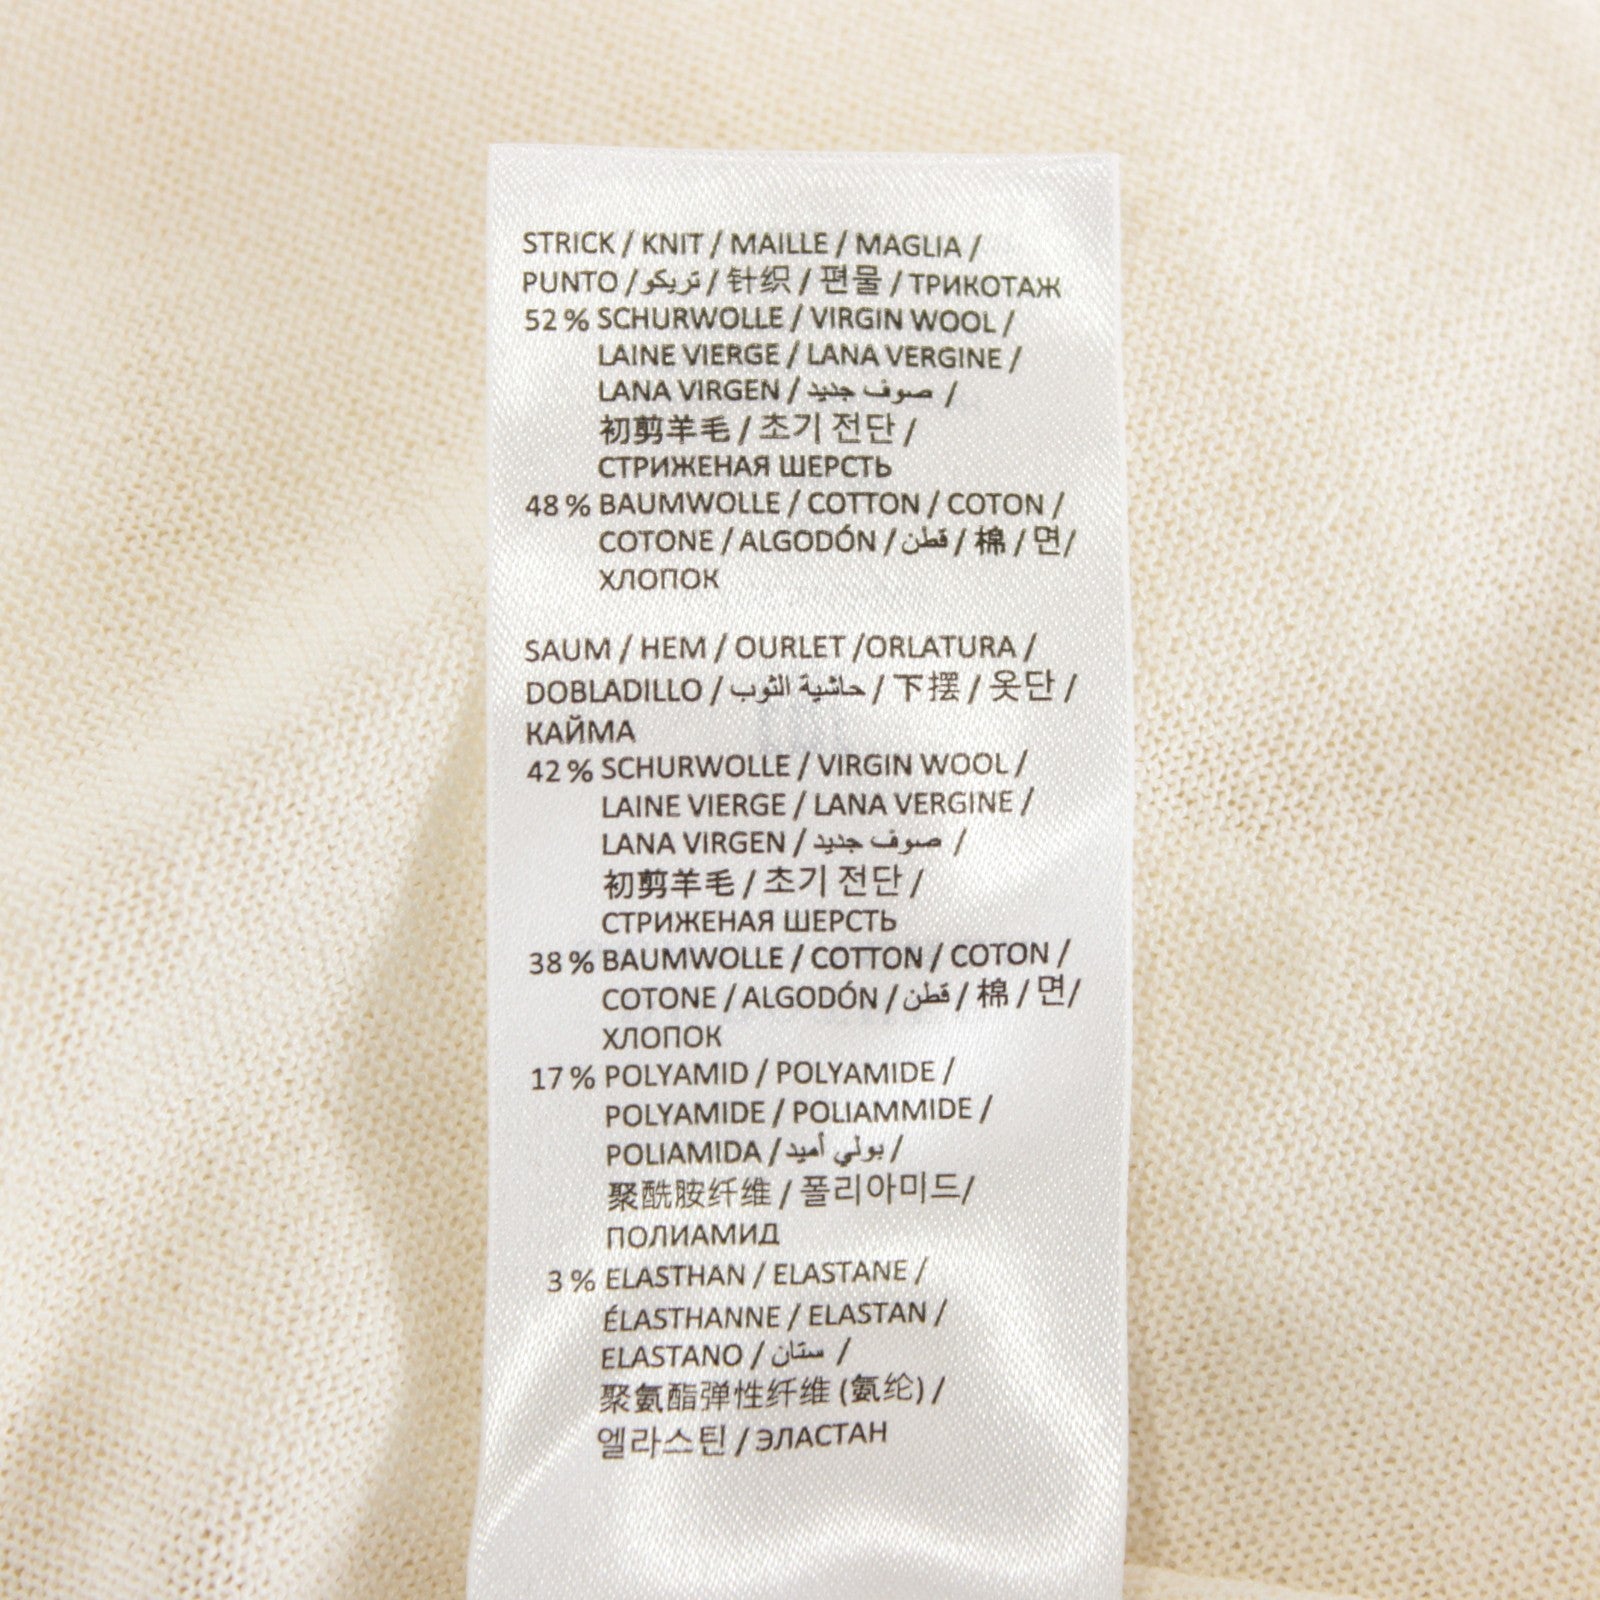 STRICK / KNIT / MAILLE / MAGLIA /
PUNTO / تريكو / 针织 / 편물 / ТРИКОТАЖ
52 % SCHURWOLLE / VIRGIN WOOL /
LAINE VIERGE / LANA VERGINE /
LANA VIRGEN / صوف جديد /
初剪羊毛 / 초기 전단 /
СТРИЖЕНАЯ ШЕРСТЬ
48 % BAUMWOLLE / COTTON / COTON /
COTONE / ALGODÓN / قطن / 棉 / 면/
ХЛОПОК
SAUM / HEM / OURLET /ORLATURA /
DOBLADILLO / حاشية الثوب / 下摆 / 옷단 /
КАЙМА
42 % SCHURWOLLE / VIRGIN WOOL /
LAINE VIERGE / LANA VERGINE /
LANA VIRGEN / صوف جديد /
初剪羊毛 / 초기 전단 /
СТРИЖЕНАЯ ШЕРСТЬ
38 % BAUMWOLLE / COTTON / COTON /
COTONE / ALGODÓN / قطن / 棉 / 면/
ХЛОПОК
17 % POLYAMID / POLYAMIDE /
POLYAMIDE / POLIAMMIDE /
POLIAMIDA / بولي أميد /
聚酰胺纤维 / 폴리아미드/
ПОЛИАМИД
3 % ELASTHAN / ELASTANE /
ÉLASTHANNE / ELASTAN /
ELASTANO / ستان /
聚氨酯弹性纤维 (氨纶) /
엘라스틴 / ЭЛАСТАН